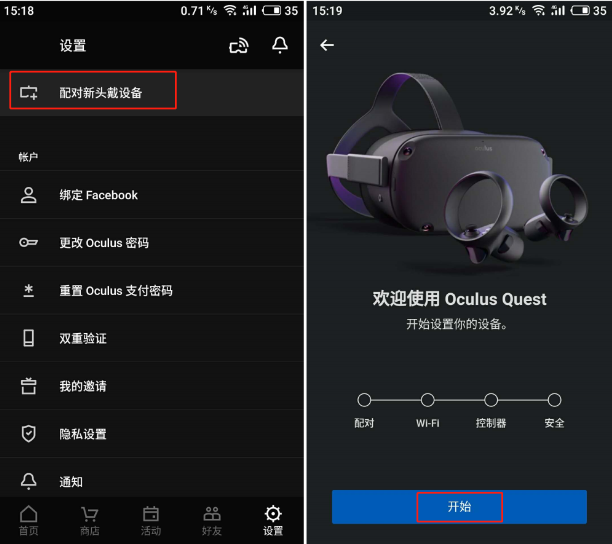 15:18
0.71 K/s
4G
35
设置
配对新头戴设备
帐户
绑定 Facebook
更改 Oculus 密码
重置 Oculus 支付密码
双重验证
我的邀请
隐私设置
通知
首页
商店
活动
好友
设置
15:19
3.92 K/s
4G
35
oculus
欢迎使用 Oculus Quest
开始设置你的设备。
配对
Wi-Fi
控制器
安全
开始